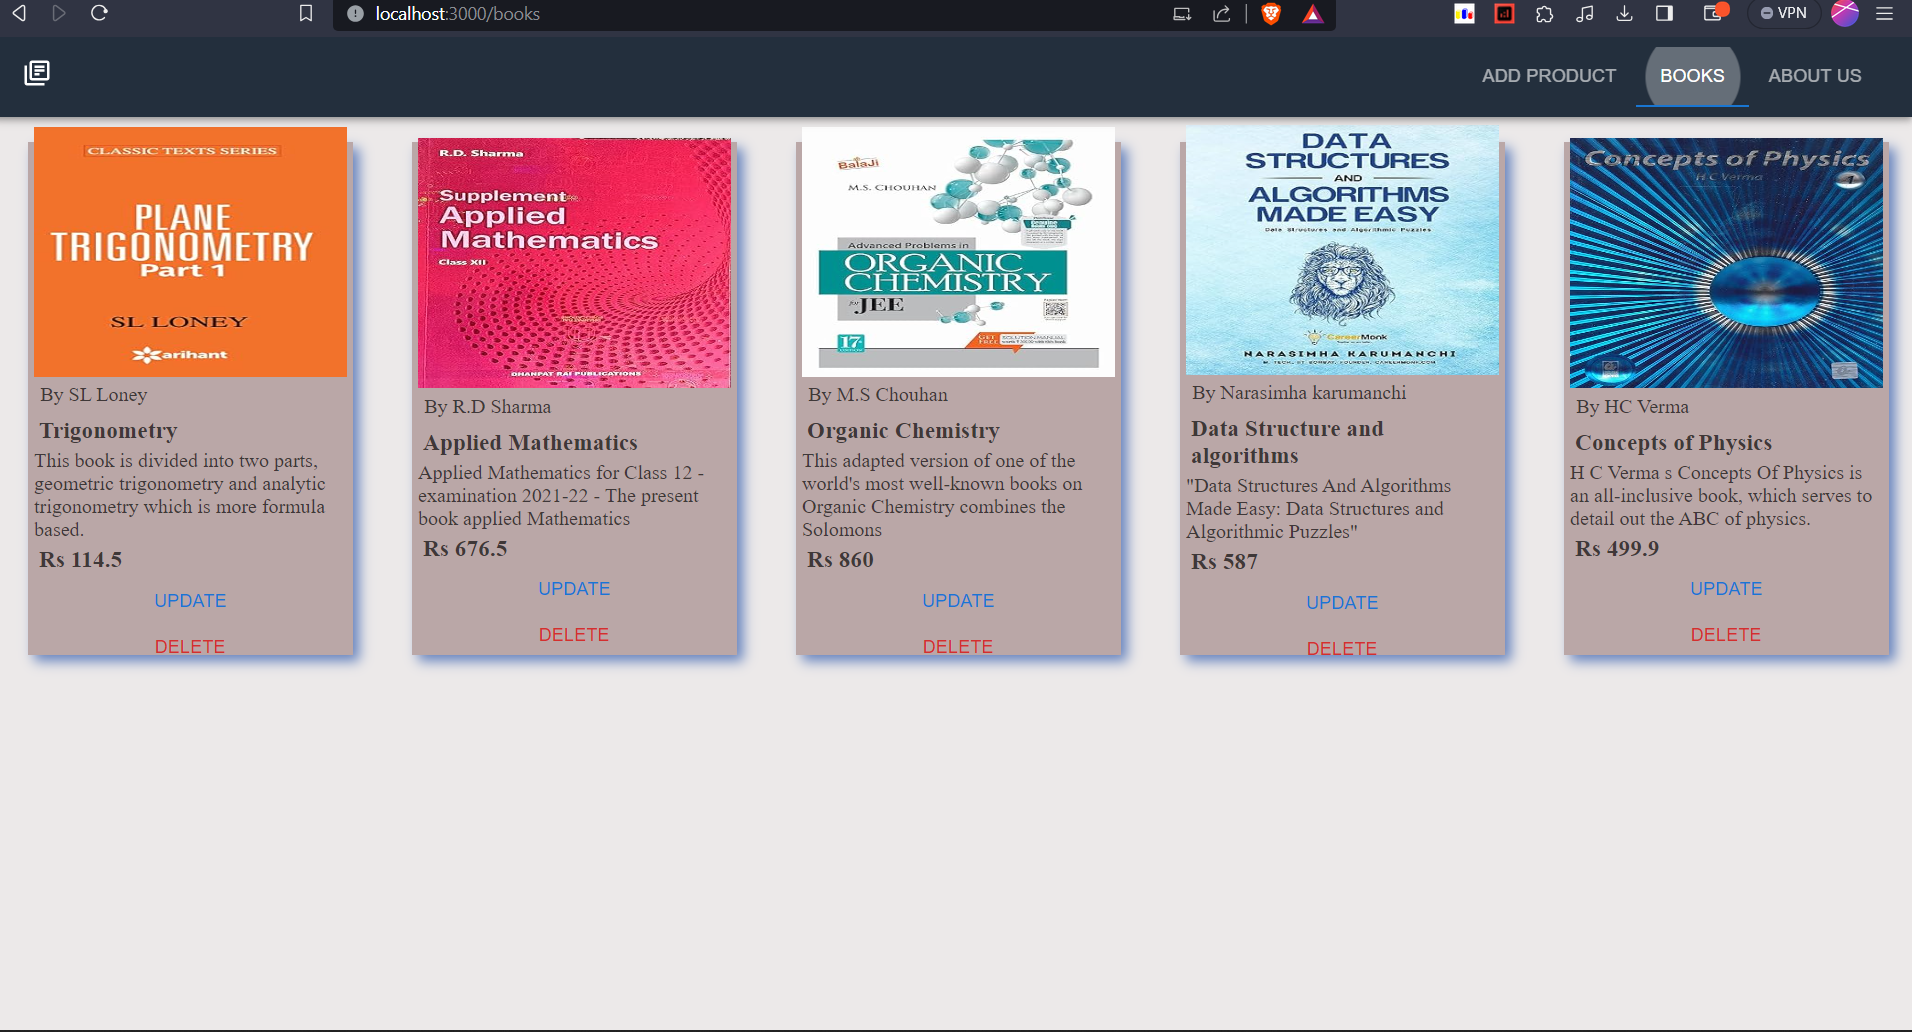 localhost:3000/books
VPN
ADD PRODUCT
BOOKS
ABOUT US
CLASSIC TEXTS SERIES
PLANE
TRIGONOMETRY
Part 1
SL LONEY
arihant
By SL Loney
Trigonometry
This book is divided into two parts,
geometric trigonometry and analytic
trigonometry which is more formula
based.
Rs 114.5
UPDATE
DELETE
R.D. Sharma
Supplement
Applied
Mathematics
Class XII
DHANPAT RAI PUBLICATIONS
By R.D Sharma
Applied Mathematics
Applied Mathematics for Class 12 -
examination 2021-22 - The present
book applied Mathematics
Rs 676.5
UPDATE
DELETE
BalaJi
M.S. CHOUHAN
Advanced Problems in
ORGANIC
CHEMISTRY
for
JEE
17
GET
FREE
SOLUTION MANUAL
By M.S Chouhan
Organic Chemistry
This adapted version of one of the
world's most well-known books on
Organic Chemistry combines the
Solomons
Rs 860
UPDATE
DELETE
DATA
STRUCTURES
AND
ALGORITHMS
MADE EASY
Data Structures and Algorithmic Puzzles
CareerMonk
NARASIMHA KARUMANCHI
By Narasimha karumanchi
Data Structure and
algorithms
"Data Structures And Algorithms
Made Easy: Data Structures and
Algorithmic Puzzles"
Rs 587
UPDATE
DELETE
Concepts of Physics
H C Verma
1
By HC Verma
Concepts of Physics
H C Verma s Concepts Of Physics is
an all-inclusive book, which serves to
detail out the ABC of physics.
Rs 499.9
UPDATE
DELETE